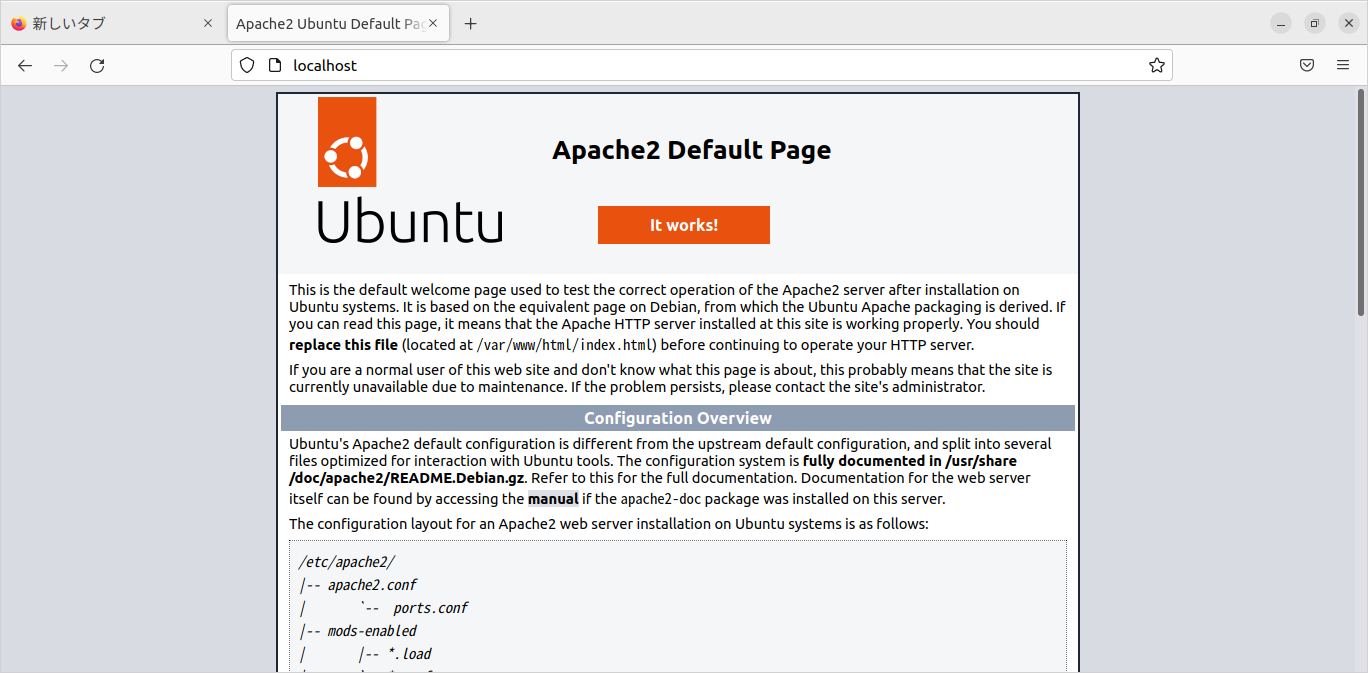 新しいタブ
Apache2 Ubuntu Default Pag
localhost
Apache2 Default Page
Ubuntu
It works!
This is the default welcome page used to test the correct operation of the Apache2 server after installation on
Ubuntu systems. It is based on the equivalent page on Debian, from which the Ubuntu Apache packaging is derived. If
you can read this page, it means that the Apache HTTP server installed at this site is working properly. You should
replace this file (located at /var/www/html/index.html) before continuing to operate your HTTP server.
If you are a normal user of this web site and don't know what this page is about, this probably means that the site is
currently unavailable due to maintenance. If the problem persists, please contact the site's administrator.
Configuration Overview
Ubuntu's Apache2 default configuration is different from the upstream default configuration, and split into several
files optimized for interaction with Ubuntu tools. The configuration system is fully documented in /usr/share
/doc/apache2/README.Debian.gz. Refer to this for the full documentation. Documentation for the web server
itself can be found by accessing the manual if the apache2-doc package was installed on this server.
The configuration layout for an Apache2 web server installation on Ubuntu systems is as follows:
/etc/apache2/
|-- apache2.conf
|       `--  ports.conf
|-- mods-enabled
|       |-- *.load